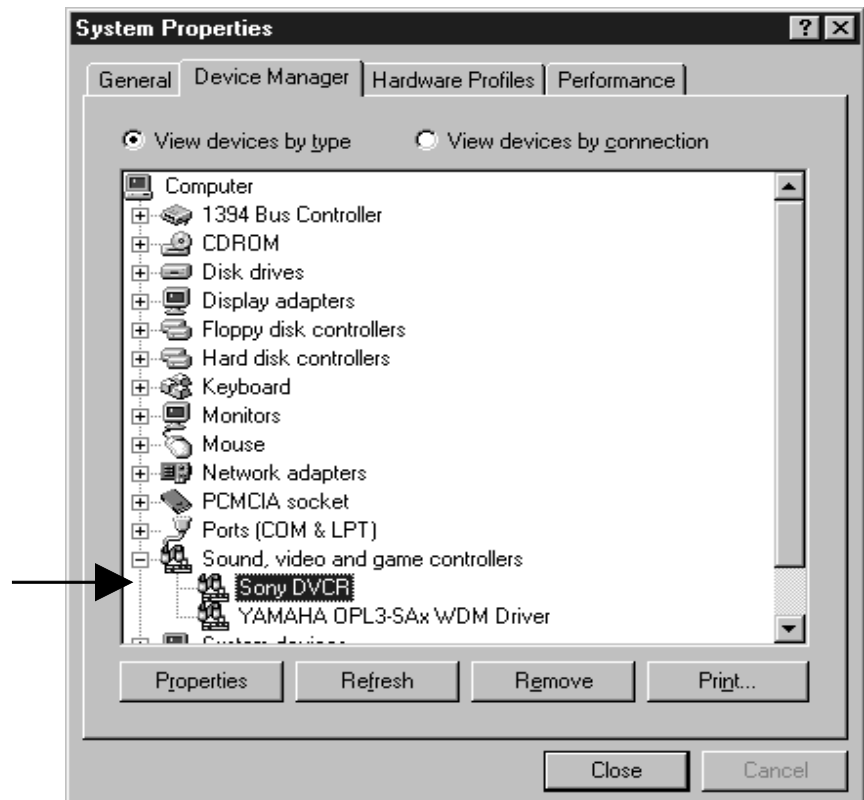 System Properties
General Device Manager Hardware Profiles Performance
View devices by type View devices by connection
Computer
1394 Bus Controller
CDROM
Disk drives
Display adapters
Floppy disk controllers
Hard disk controllers
Keyboard
Monitors
Mouse
Network adapters
PCMCIA socket
Ports (COM & LPT)
Sound, video and game controllers
Sony DVCR
YAMAHA OPL3-SAx WDM Driver
System devices
Properties Refresh Remove Print...
Close Cancel